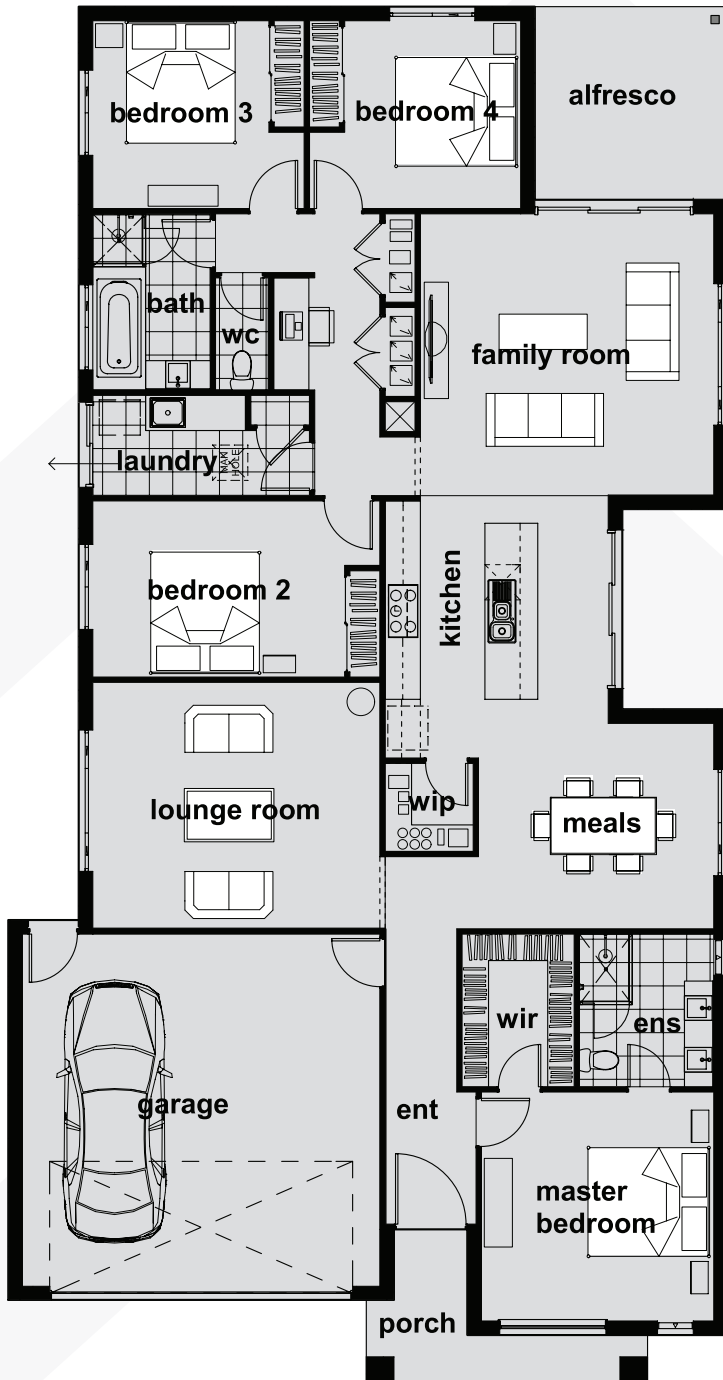 bedroom 3
bedroom 4
alfresco
bath
wc
family room
laundry
MAN
HOLE
bedroom 2
kitchen
lounge room
wip
meals
wir
ens
garage
ent
master
bedroom
porch